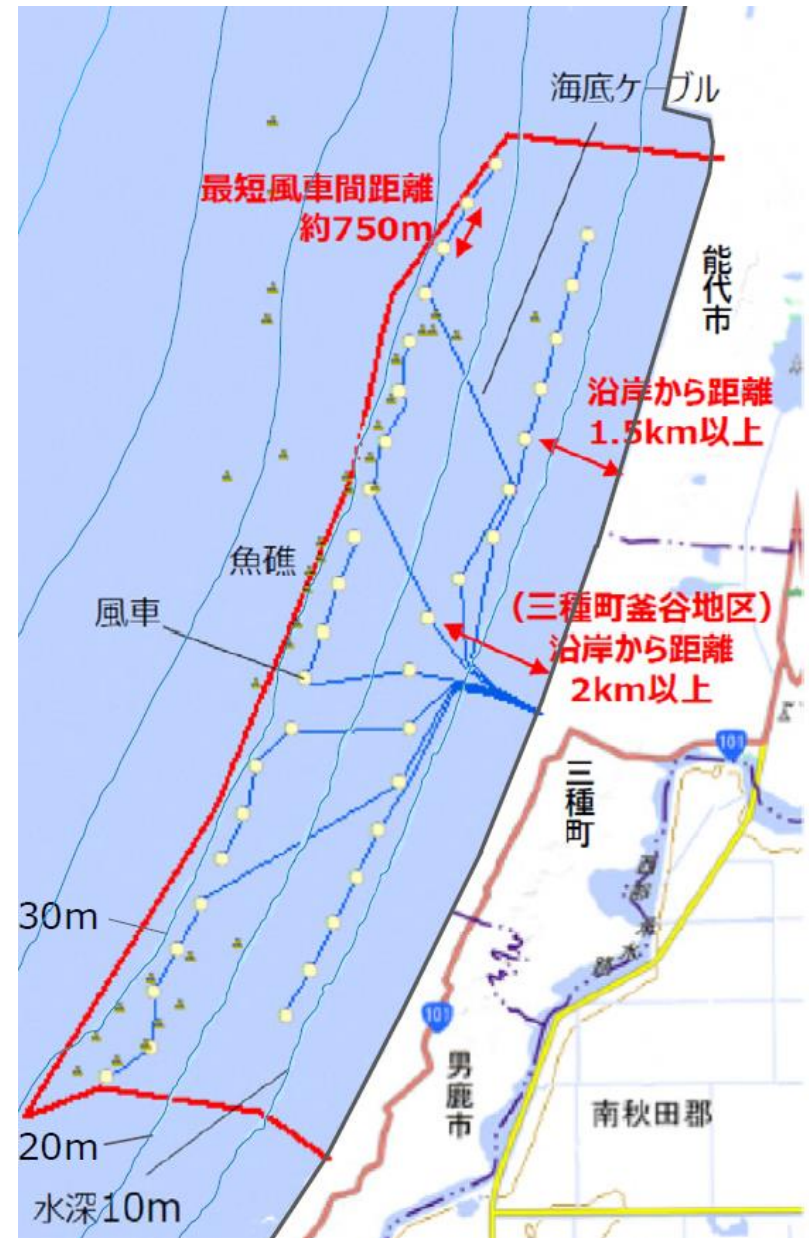 海底ケーブル
最短風車間距離
約750m
能代市
沿岸から距離
1.5km以上
魚礁
風車
(三種町釜谷地区)
沿岸から距離
2km以上
101
三種町
30m
101
男鹿市
南秋田郡
20m
水深10m